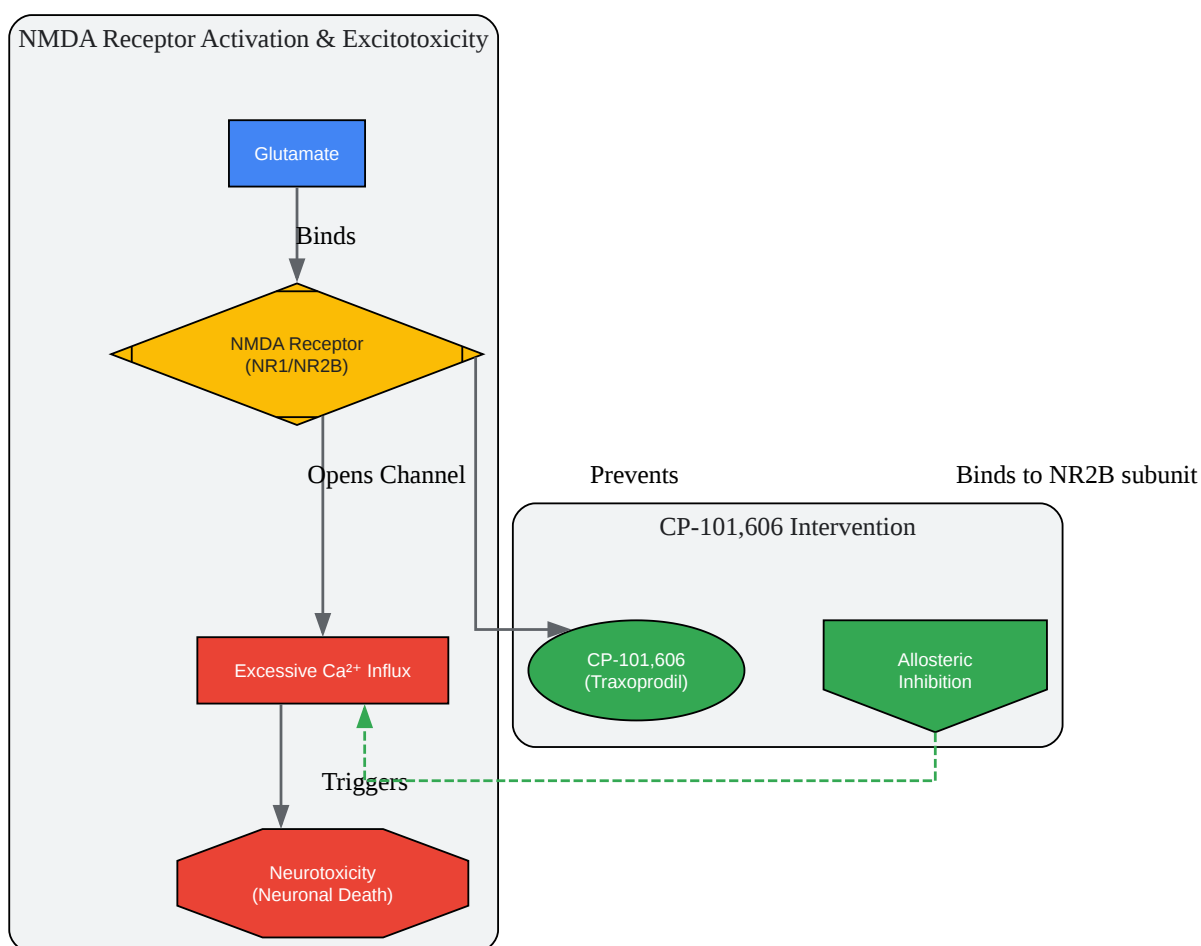 NMDA Receptor Activation & Excitotoxicity
Glutamate
Binds
NMDA Receptor
(NR1/NR2B)
Opens Channel
Prevents
Binds to NR2B subunit
CP-101,606 Intervention
Excessive Ca²⁺ Influx
CP-101,606
(Traxoprodil)
Allosteric
Inhibition
Triggers
Neurotoxicity
(Neuronal Death)